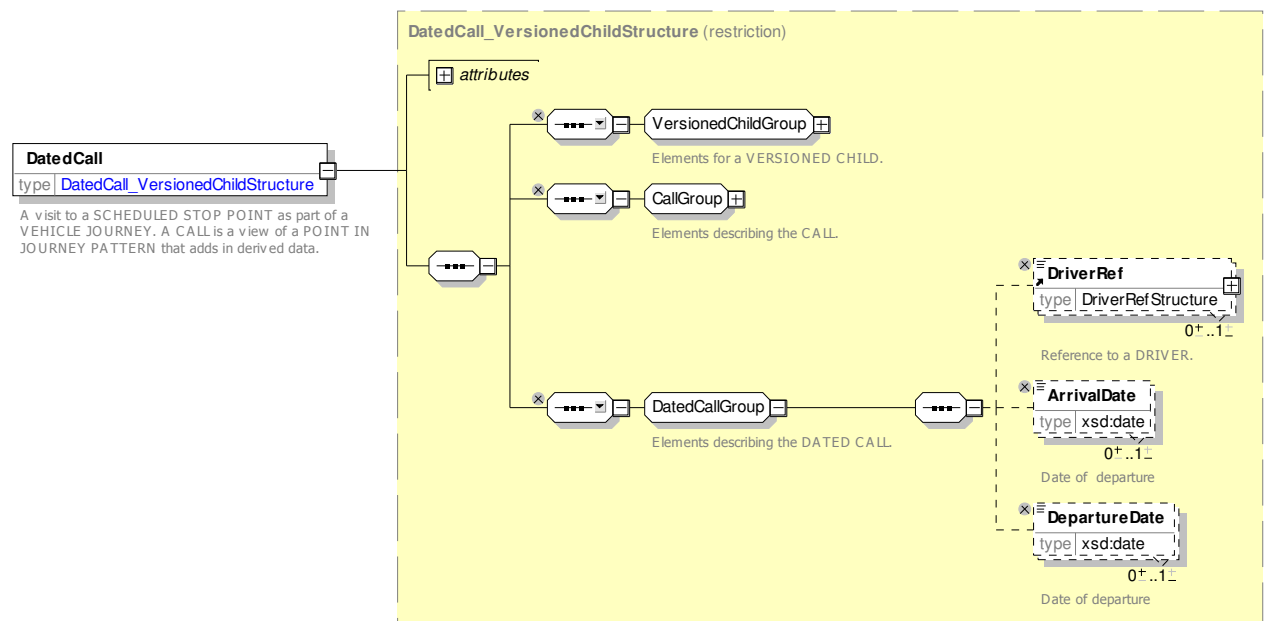 DatedCall_VersionedChildStructure (restriction)
attributes
VersionedChildGroup
Elements for a VERSIONED CHILD.
DatedCall
type DatedCall_VersionedChildStructure
A visit to a SCHEDULED STOP POINT as part of a
VEHICLE JOURNEY. A CALL is a view of a POINT IN
JOURNEY PATTERN that adds in derived data.
CallGroup
Elements describing the CALL.
DriverRef
type DriverRefStructure
0±..1±
Reference to a DRIVER.
ArrivalDate
type xsd:date
0±..1±
Date of departure
DatedCallGroup
Elements describing the DATED CALL.
DepartureDate
type xsd:date
0±..1±
Date of departure